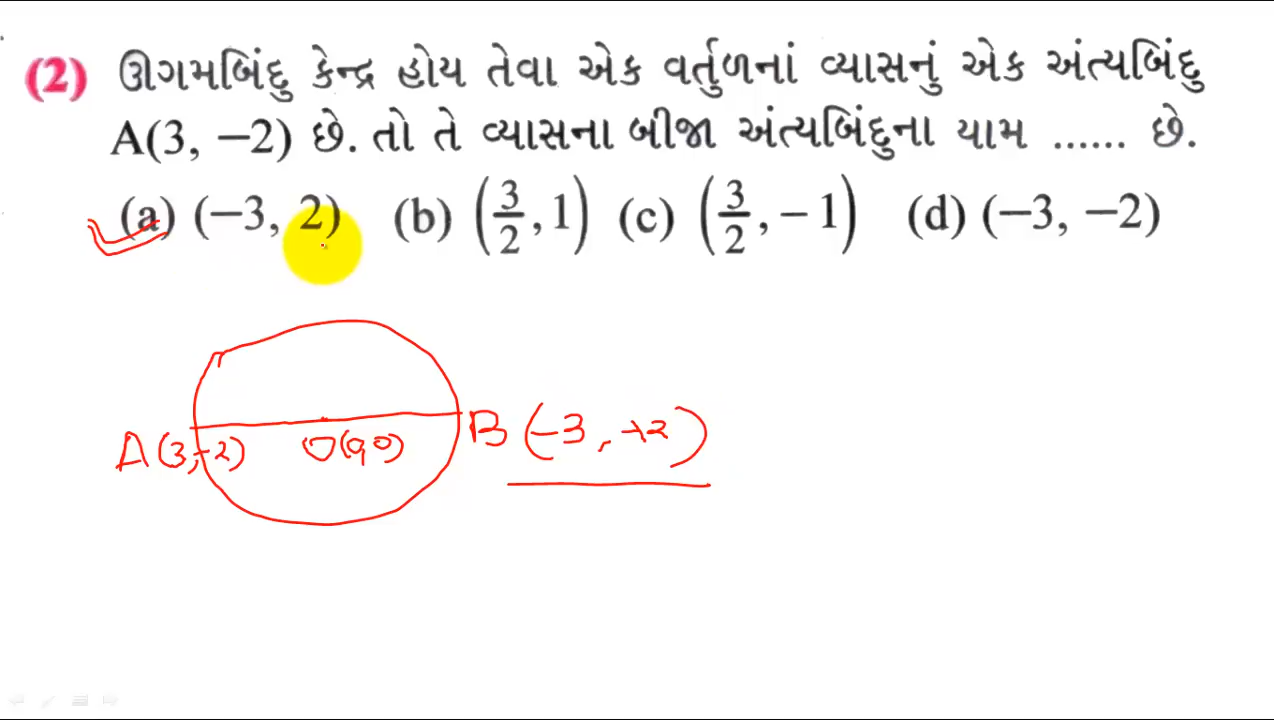 (2) ઊગમબિંદુ કેન્દ્ર હોય તેવા એક વર્તુળનાં વ્યાસનું એક અંત્યબિંદુ
A(3, −2) છે. તો તે વ્યાસના બીજા અંત્યબિંદુના યામ ...... છે.
(a) (−3, 2) (b) (3/2, 1) (c) (3/2, − 1) (d) (−3, −2)
A(3,-2) O(0,0) B(-3, +2)